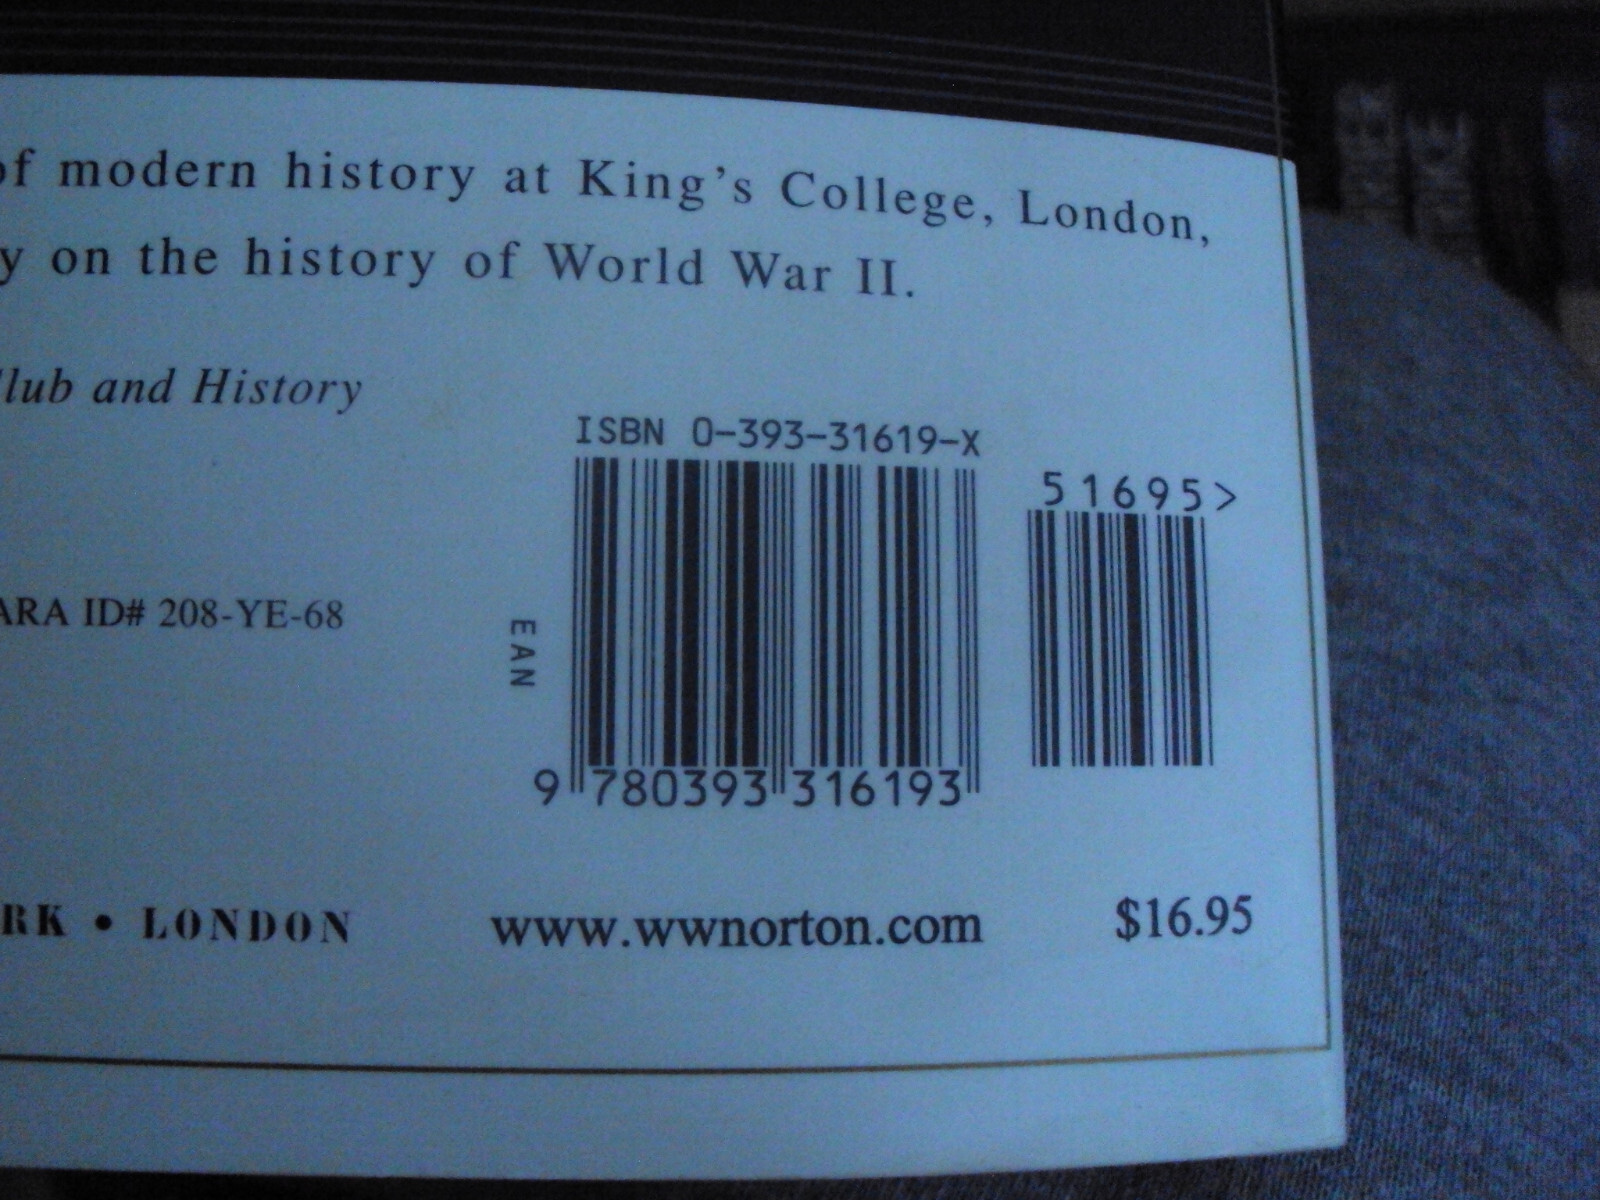 of modern history at King's College, London,
y on the history of World War II.
lub and History
ISBN 0-393-31619-X
51695>
ARA ID# 208-YE-68
EAN
9 780393 316193
RK • LONDON
www.wwnorton.com
$16.95